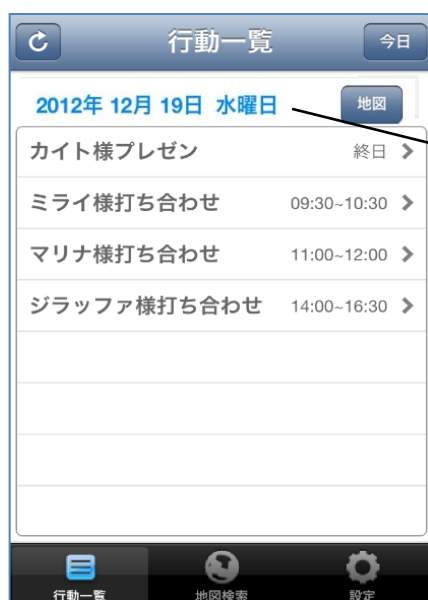 行動一覧
今日
2012年 12月 19日 水曜日
地図
カイト様プレゼン 終日
ミライ様打ち合わせ 09:30~10:30
マリナ様打ち合わせ 11:00~12:00
ジラッファ様打ち合わせ 14:00~16:30
行動一覧
地図検索
設定